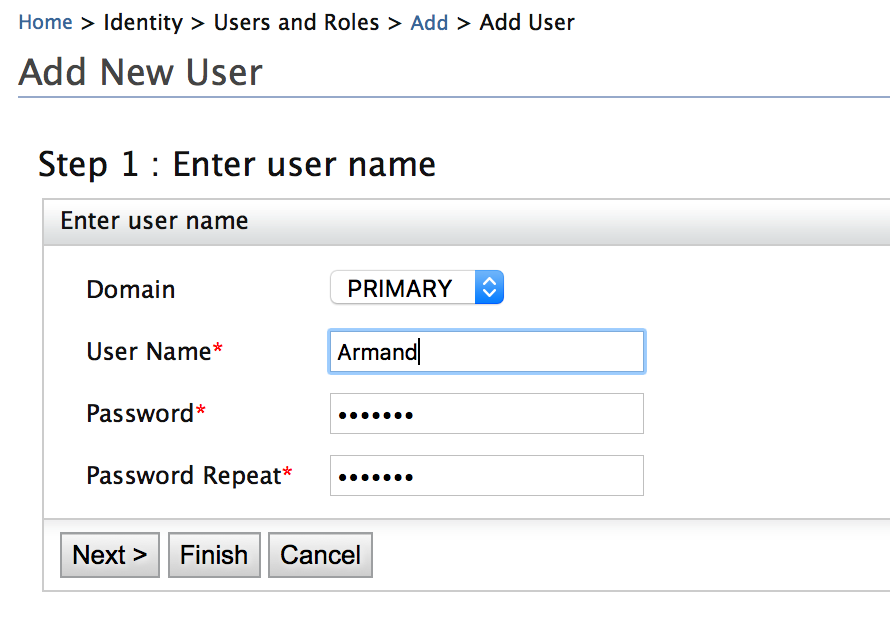 Home > Identity > Users and Roles > Add > Add User
Add New User
Step 1 : Enter user name
Enter user name
Domain PRIMARY
User Name* Armand
Password* •••••••
Password Repeat* •••••••
Next > Finish Cancel